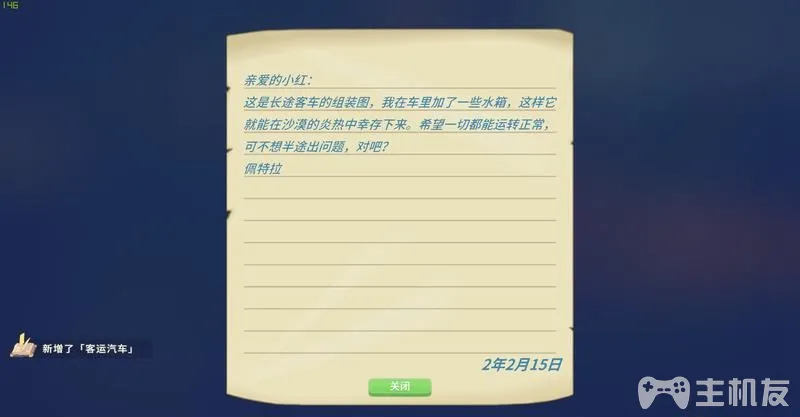 146
亲爱的小红：
这是长途客车的组装图，我在车里加了一些水箱，这样它
就能在沙漠的炎热中幸存下来。希望一切都能运转正常，
可不想半途出问题，对吧？
佩特拉
新增了「客运汽车」
2年2月15日
关闭
主机友